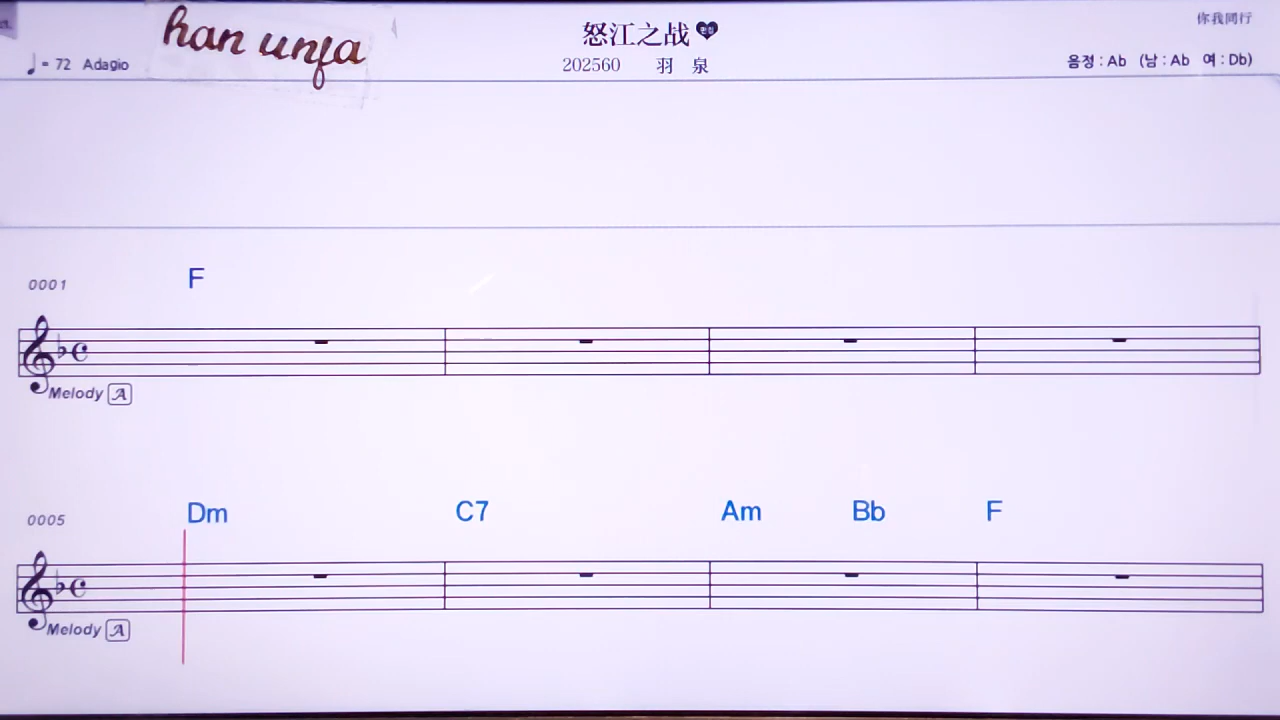 han unfa
怒江之战
你我同行
♩= 72 Adagio
202560 羽 泉
음정 : Ab (남 : Ab 여 : Db)
0001
F
Melody A
0005
Dm C7 Am Bb F
Melody A